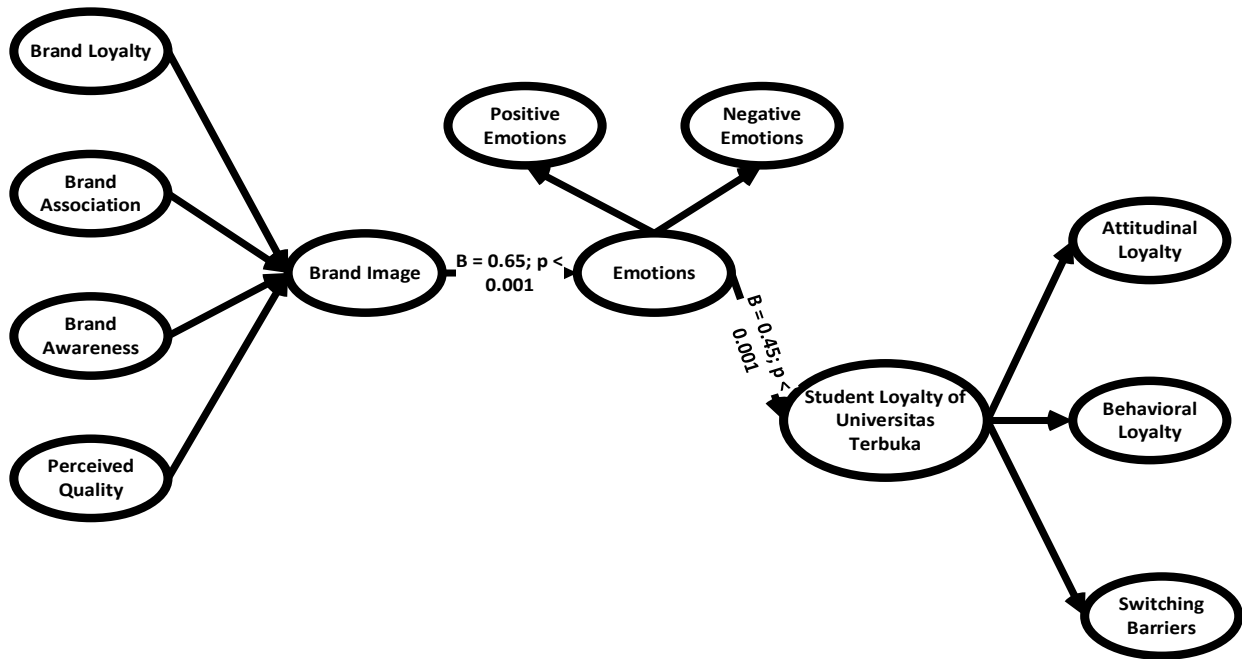 Brand Loyalty
Brand
Association
Brand
Awareness
Perceived
Quality
Brand Image
B = 0.65; p <
0.001
Positive
Emotions
Negative
Emotions
Emotions
B = 0.45; p <
0.001
Student Loyalty of
Universitas
Terbuka
Attitudinal
Loyalty
Behavioral
Loyalty
Switching
Barriers